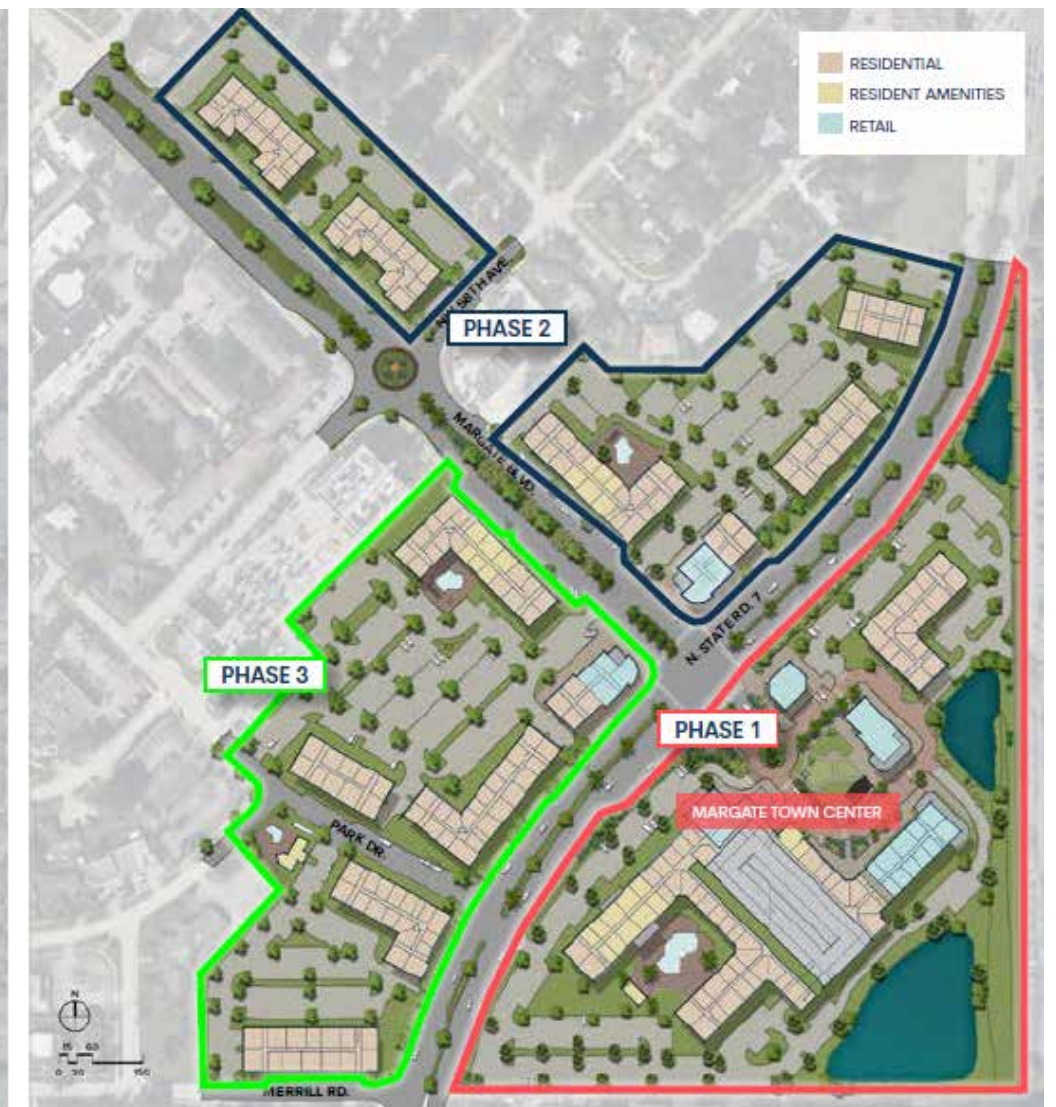 RESIDENTIAL
RESIDENT AMENITIES
RETAIL
PHASE 2
MARGATE BLVD.
N. STATE RD. 7
PHASE 3
PHASE 1
MARGATE TOWN CENTER
PARK DR.
N
MERRILL RD.